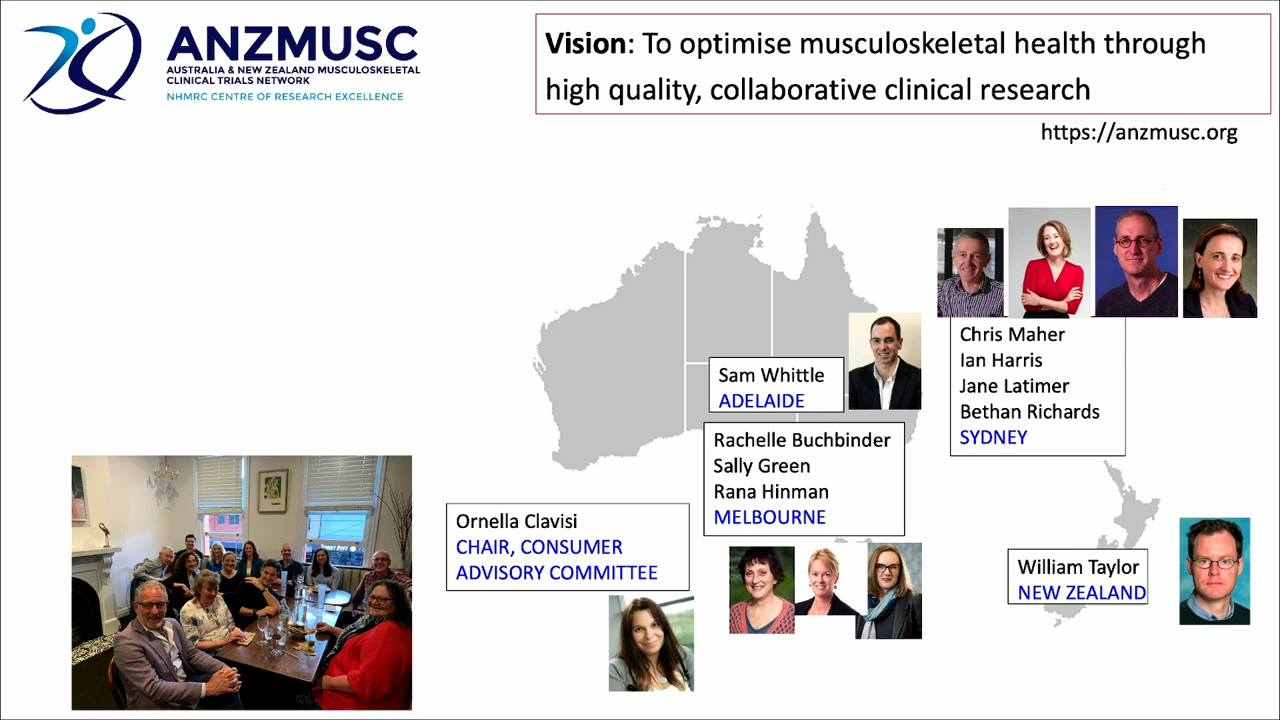 ANZMUSC
AUSTRALIA & NEW ZEALAND MUSCULOSKELETAL
CLINICAL TRIALS NETWORK
NHMRC CENTRE OF RESEARCH EXCELLENCE
Vision: To optimise musculoskeletal health through
high quality, collaborative clinical research
https://anzmusc.org
Chris Maher
Ian Harris
Jane Latimer
Bethan Richards
SYDNEY
Sam Whittle
ADELAIDE
Rachelle Buchbinder
Sally Green
Rana Hinman
MELBOURNE
Ornella Clavisi
CHAIR, CONSUMER
ADVISORY COMMITTEE
William Taylor
NEW ZEALAND